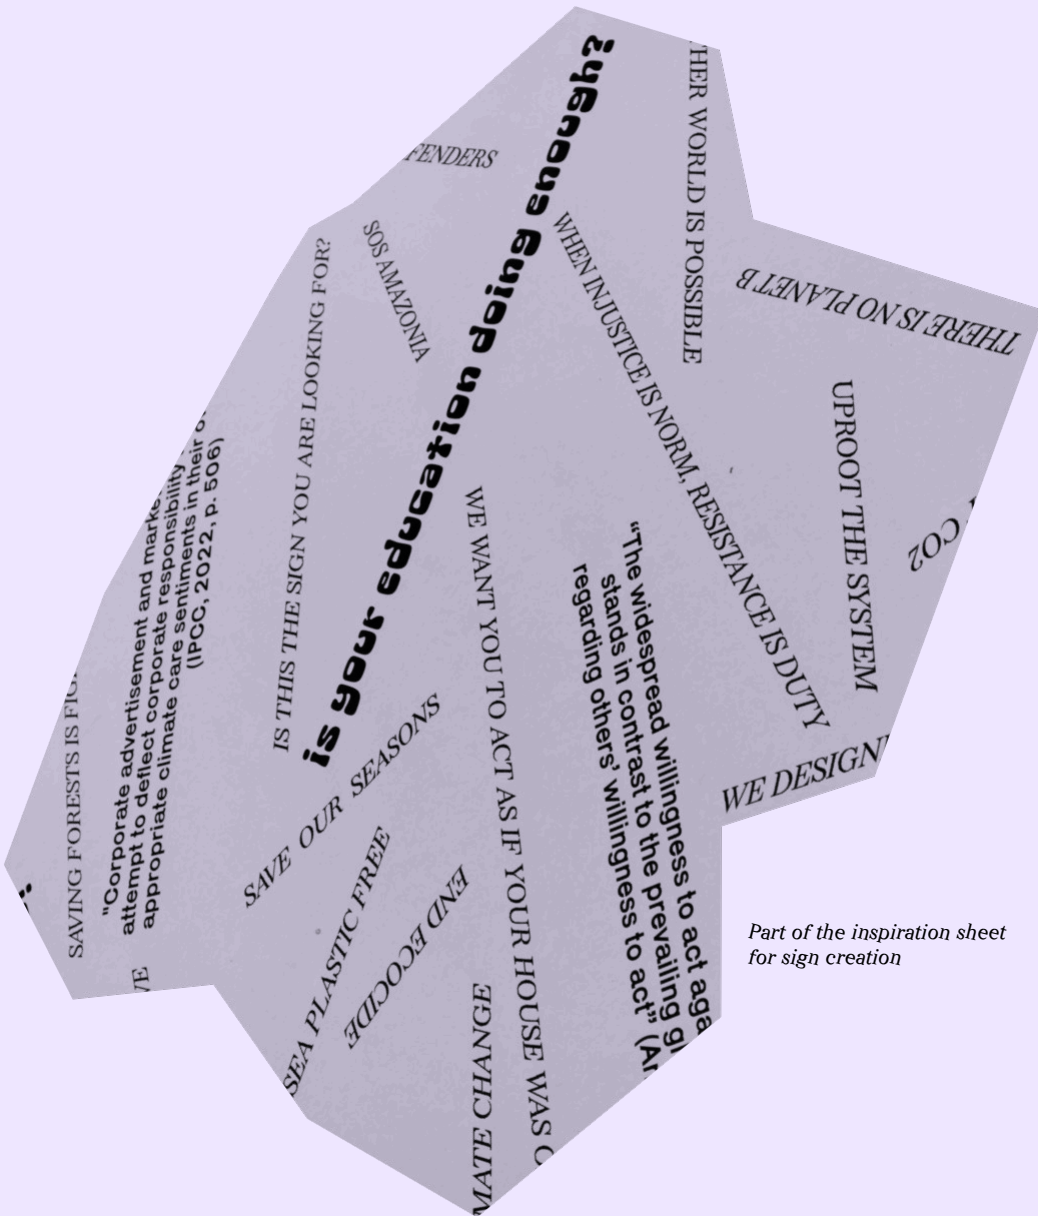 is your education doing enough?
HER WORLD IS POSSIBLE
FENDERS
SOS AMAZONIA
IS THIS THE SIGN YOU ARE LOOKING FOR?
WHEN INJUSTICE IS NORM, RESISTANCE IS DUTY
THERE IS NO PLANET B
UPROOT THE SYSTEM
CO2
WE DESIGN
"Corporate advertisement and marke
attempt to deflect corporate responsibility
appropriate climate care sentiments in their o
(IPCC, 2022, p. 506)
SAVING FORESTS IS FIG
VE
SAVE OUR SEASONS
WE WANT YOU TO ACT AS IF YOUR HOUSE WAS
“The widespread willingness to act aga
stands in contrast to the prevailing g
regarding others’ willingness to act” (Ar
SEA PLASTIC FREE
END ECOCIDE
MATE CHANGE
Part of the inspiration sheet
for sign creation